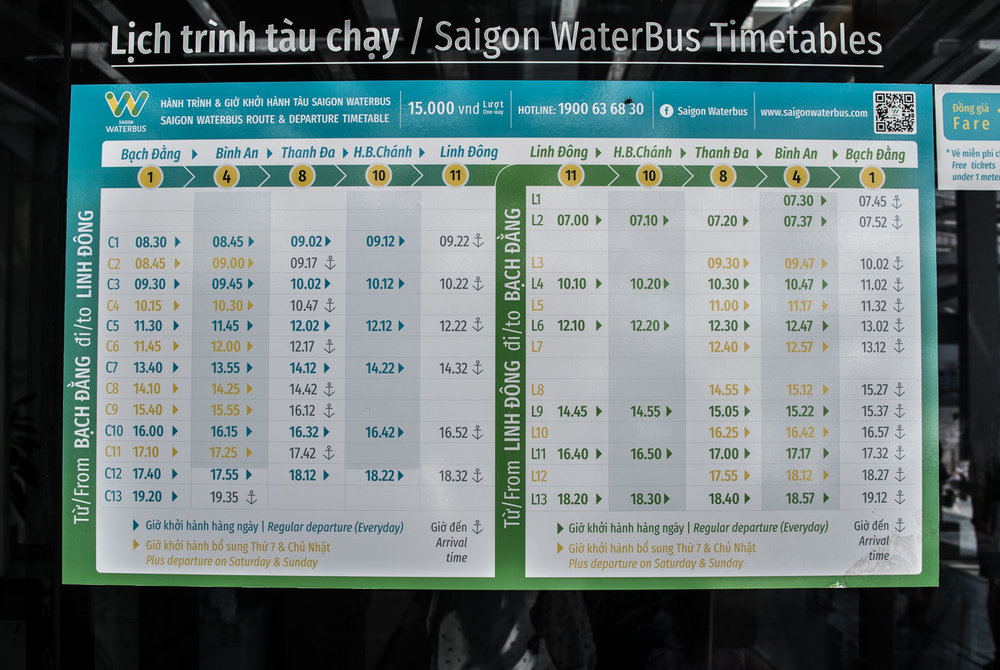 Lịch trình tàu chạy / Saigon WaterBus Timetables
SAIGON
WATERBUS
HÀNH TRÌNH & GIỜ KHỞI HÀNH TÀU SAIGON WATERBUS
SAIGON WATERBUS ROUTE & DEPARTURE TIMETABLE
15.000 vnd Lượt One-way
HOTLINE: 1900 63 68 30
Saigon Waterbus
www.saigonwaterbus.com
Từ/From BẠCH ĐẰNG đi/to LINH ĐÔNG
Bạch Đằng Bình An Thanh Đa H.B.Chánh Linh Đông
1 4 8 10 11
C1 08.30 08.45 09.02 09.12 09.22
C2 08.45 09.00 09.17
C3 09.30 09.45 10.02 10.12 10.22
C4 10.15 10.30 10.47
C5 11.30 11.45 12.02 12.12 12.22
C6 11.45 12.00 12.17
C7 13.40 13.55 14.12 14.22 14.32
C8 14.10 14.25 14.42
C9 15.40 15.55 16.12
C10 16.00 16.15 16.32 16.42 16.52
C11 17.10 17.25 17.42
C12 17.40 17.55 18.12 18.22 18.32
C13 19.20 19.35
Giờ khởi hành hàng ngày | Regular departure (Everyday)
Giờ khởi hành bổ sung Thứ 7 & Chủ Nhật
Plus departure on Saturday & Sunday
Giờ đến
Arrival
time
Từ/From LINH ĐÔNG đi/to BẠCH ĐẰNG
Linh Đông H.B.Chánh Thanh Đa Bình An Bạch Đằng
11 10 8 4 1
L1 07.30 07.45
L2 07.00 07.10 07.20 07.37 07.52
L3 09.30 09.47 10.02
L4 10.10 10.20 10.30 10.47 11.02
L5 11.00 11.17 11.32
L6 12.10 12.20 12.30 12.47 13.02
L7 12.40 12.57 13.12
L8 14.55 15.12 15.27
L9 14.45 14.55 15.05 15.22 15.37
L10 16.25 16.42 16.57
L11 16.40 16.50 17.00 17.17 17.32
L12 17.55 18.12 18.27
L13 18.20 18.30 18.40 18.57 19.12
Giờ khởi hành hàng ngày | Regular departure (Everyday)
Giờ khởi hành bổ sung Thứ 7 & Chủ Nhật
Plus departure on Saturday & Sunday
Giờ đến
Arrival
time
Đồng giá
Fare
* Vé miễn phí
Free tickets
under 1 mete